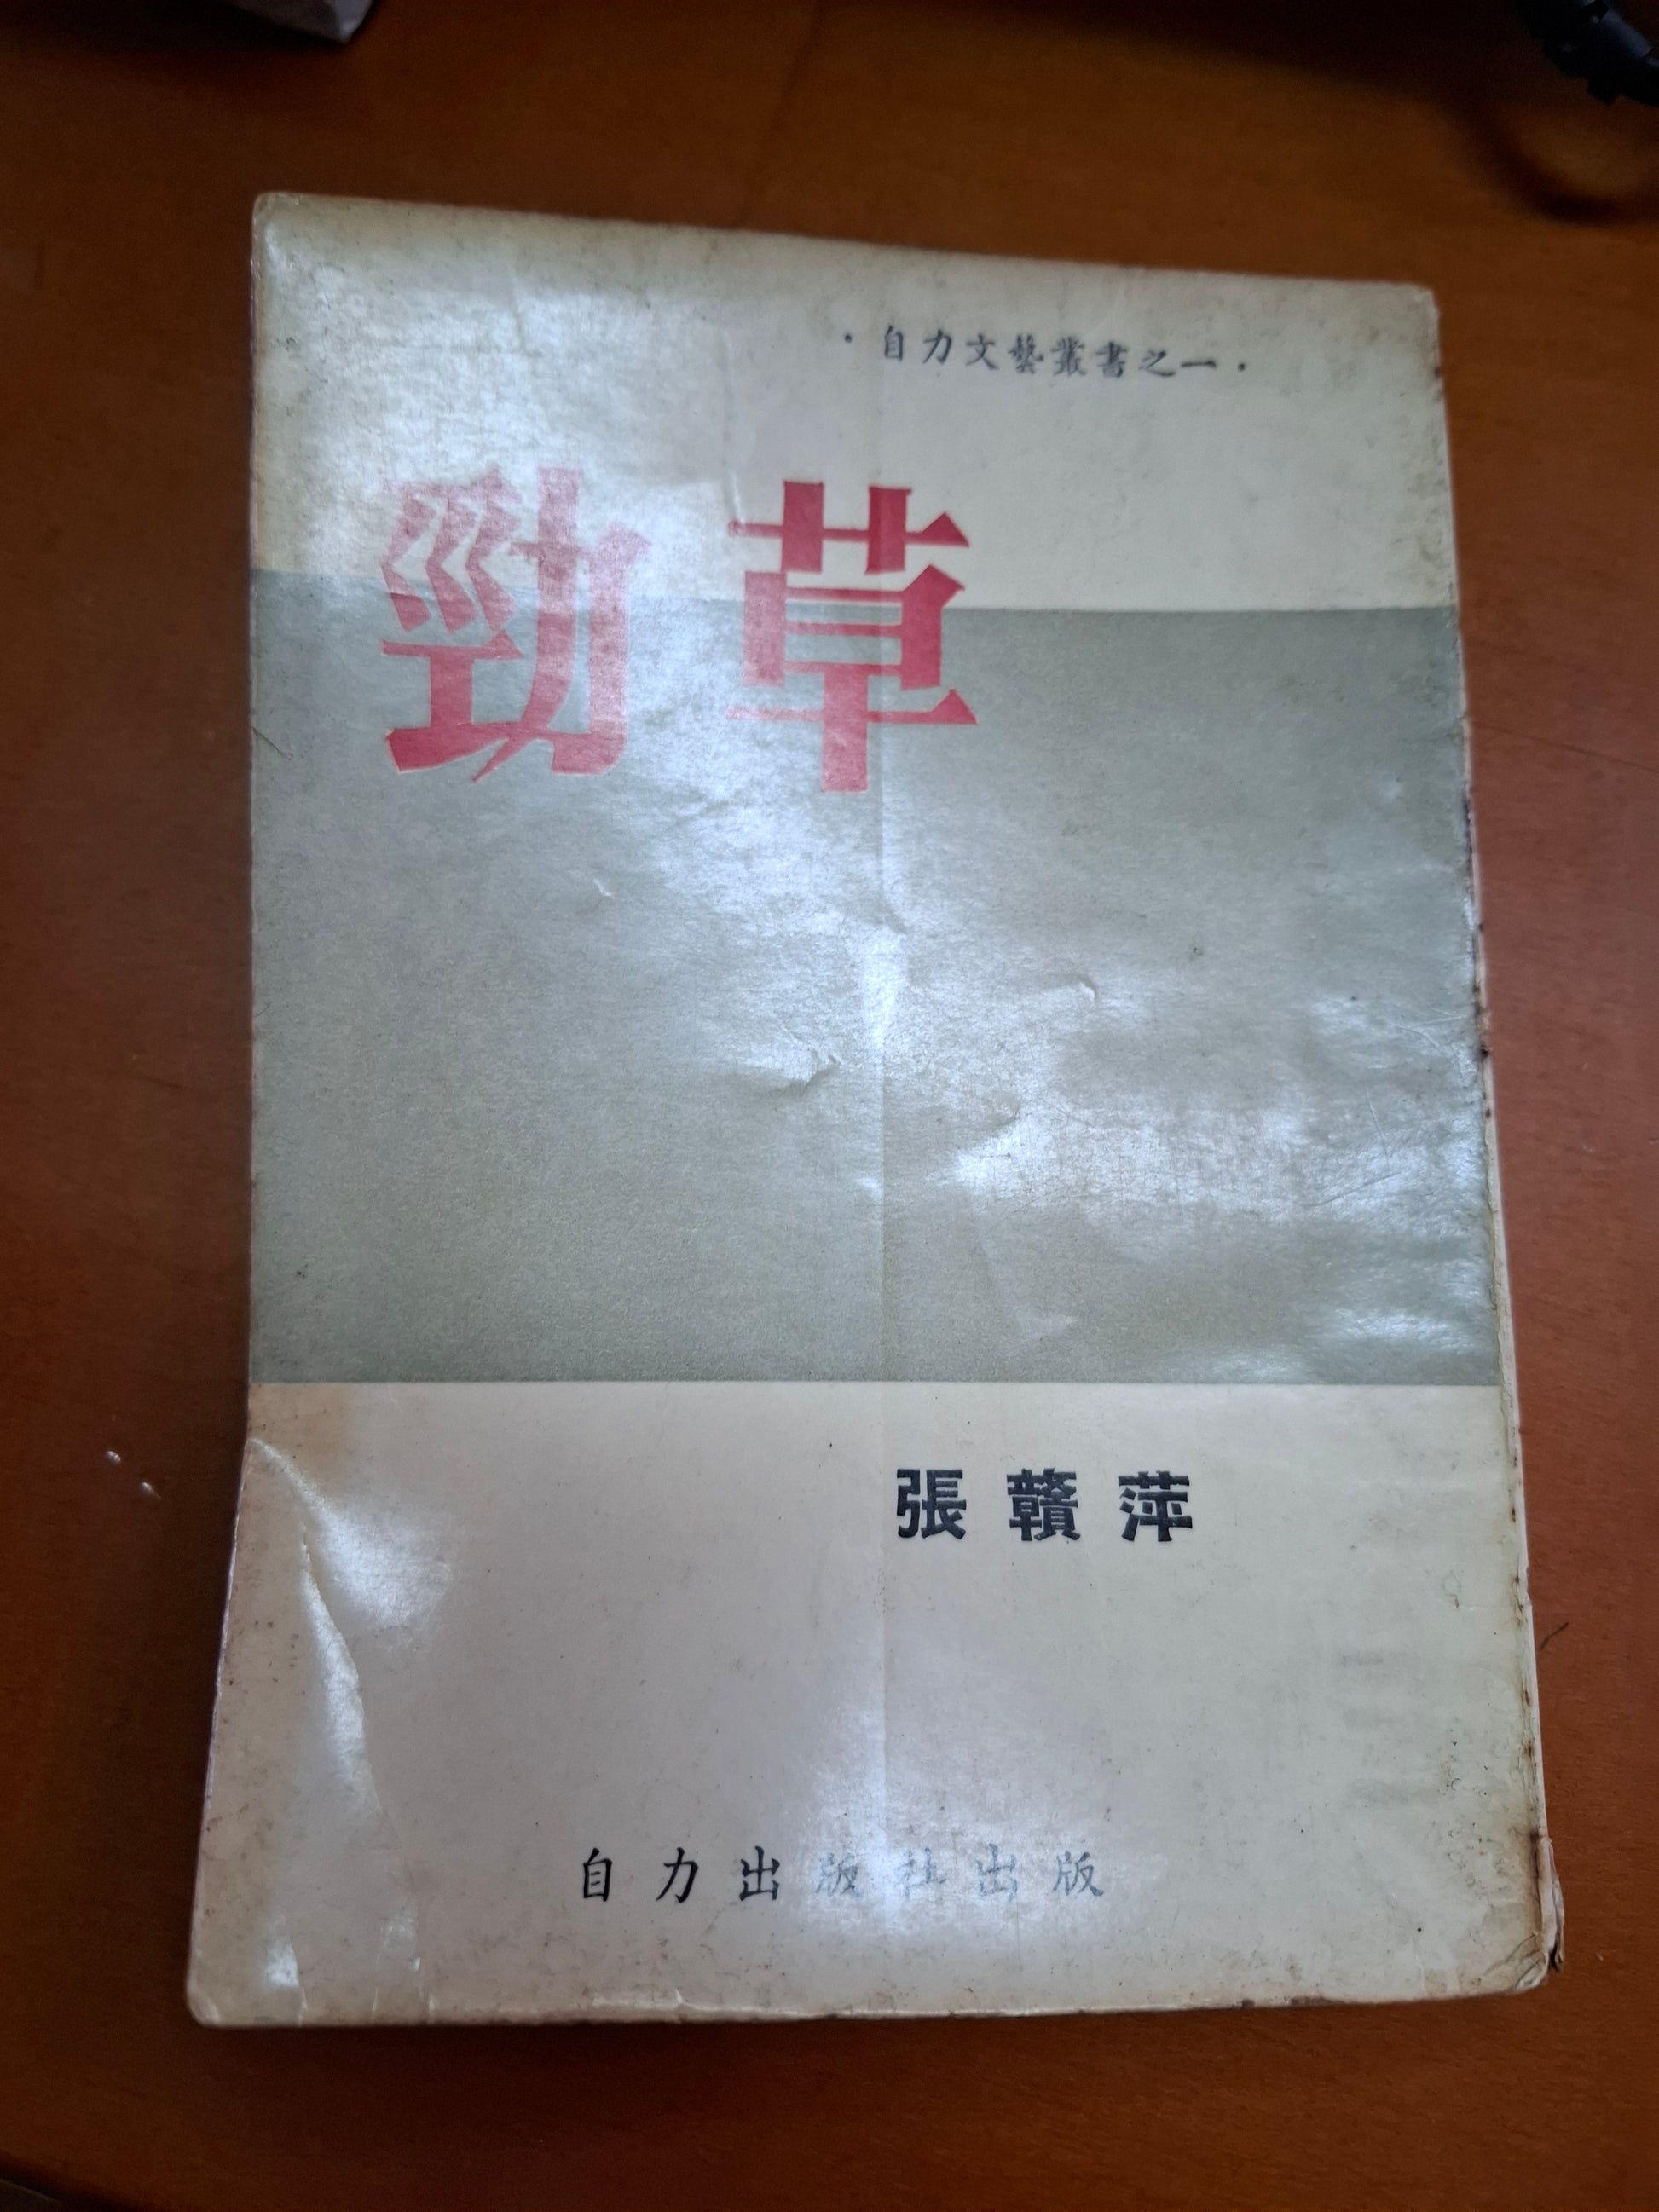 ·自力文藝叢書之一·
勁草
張贛萍
自力出版社出版